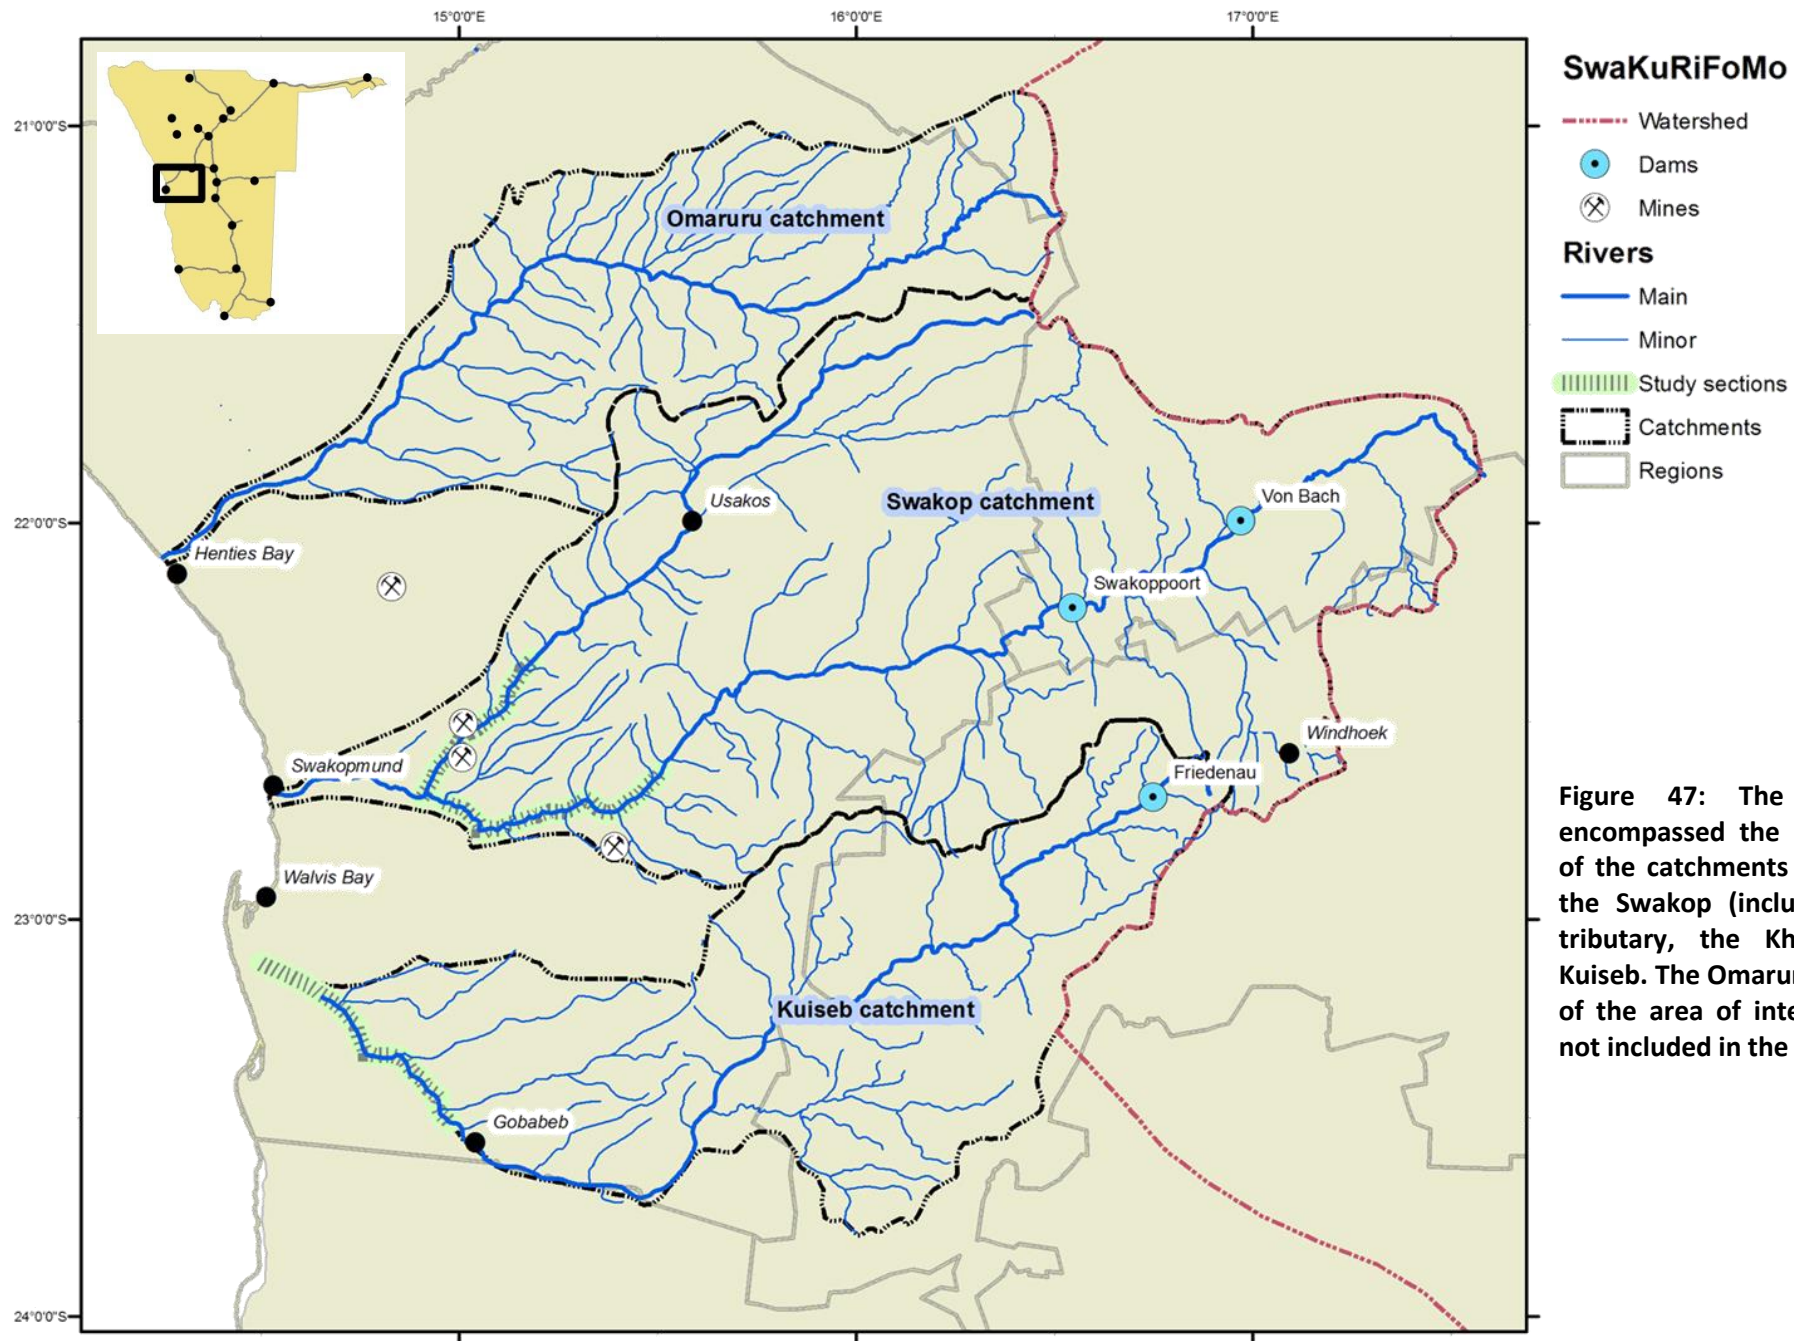 15°0'0"E
16°0'0"E
17°0'0"E
21°0'0"S
22°0'0"S
23°0'0"S
24°0'0"S
Omaruru catchment
Usakos
Swakop catchment
Von Bach
Henties Bay
Swakoppoort
Windhoek
Swakopmund
Friedenau
Walvis Bay
Kuiseb catchment
Gobabeb
SwaKuRiFoMo
Watershed
Dams
Mines
Rivers
Main
Minor
Study sections
Catchments
Regions
Figure 47: The
encompassed the
of the catchments
the Swakop (inclu
tributary, the Kh
Kuiseb. The Omarur
of the area of inte
not included in the